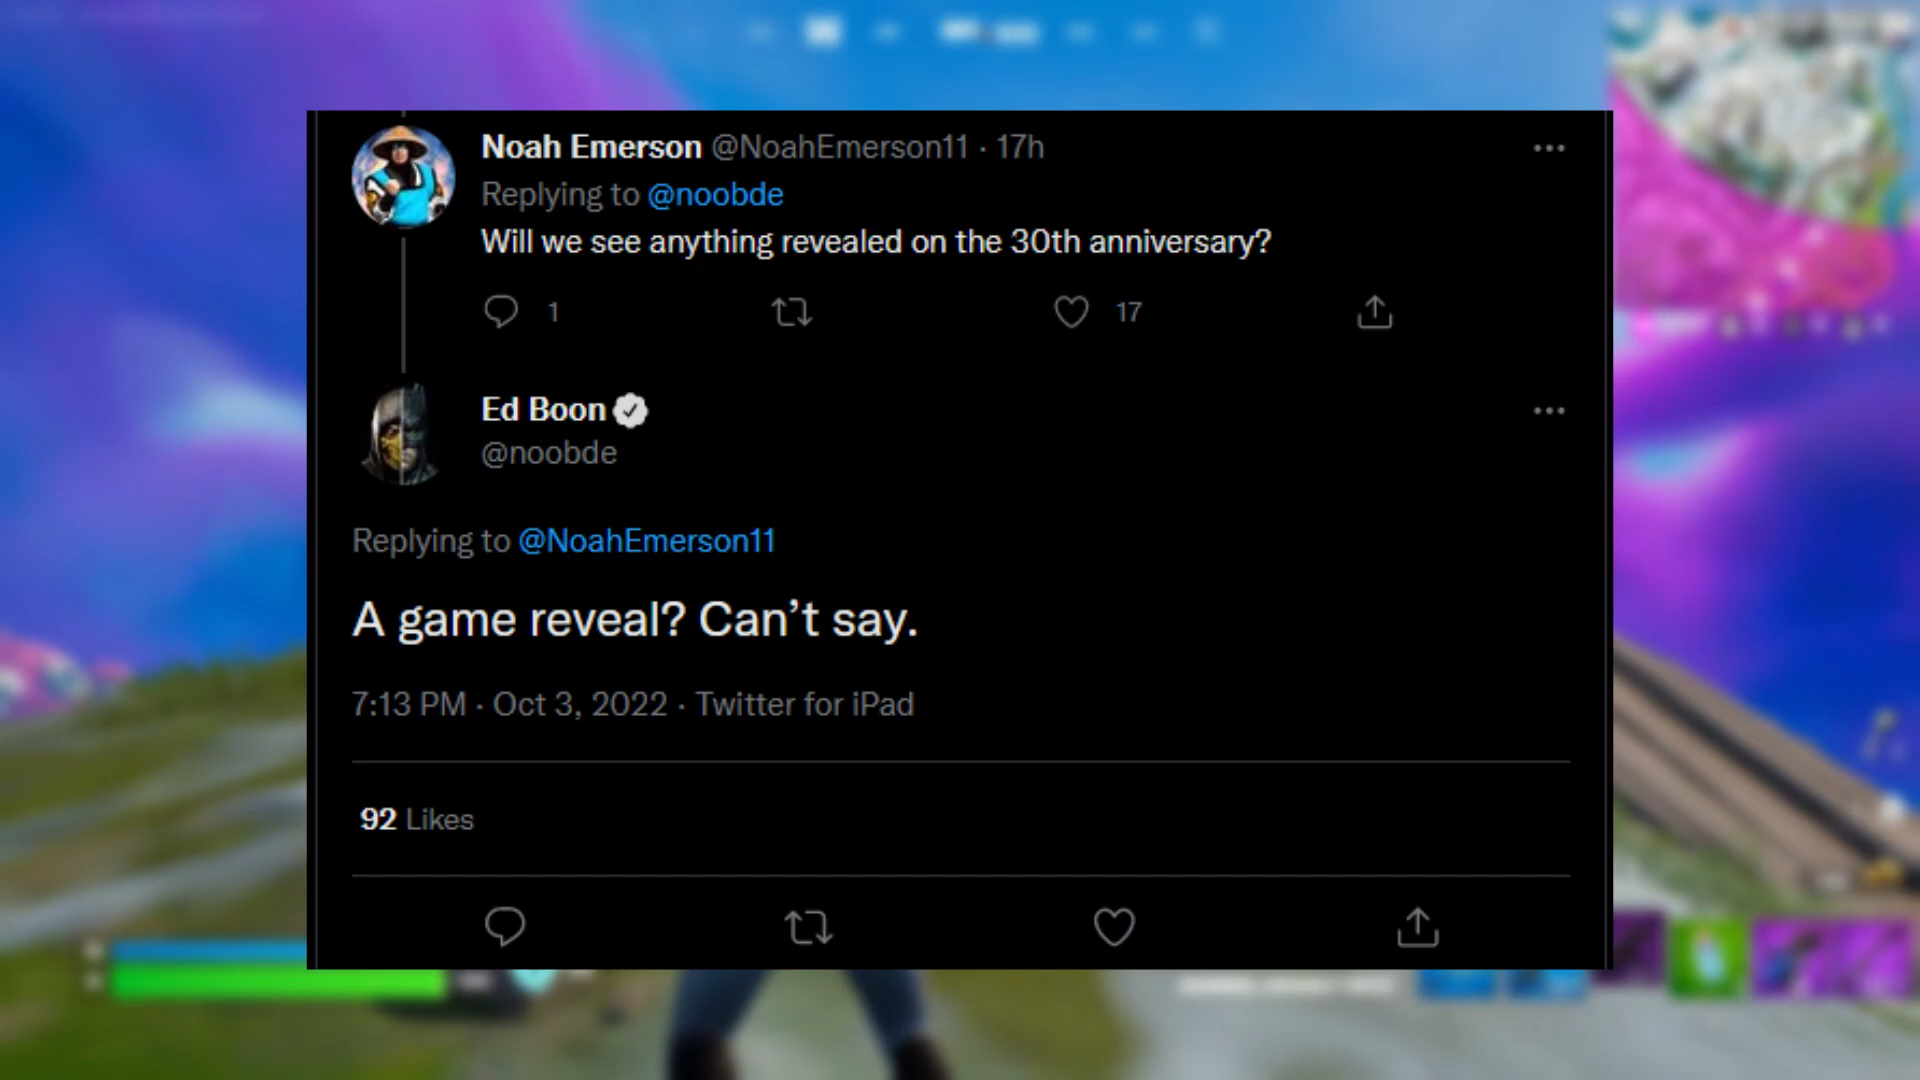 Noah Emerson @NoahEmerson11 · 17h
Replying to @noobde
Will we see anything revealed on the 30th anniversary?
1 17
Ed Boon
@noobde
Replying to @NoahEmerson11
A game reveal? Can’t say.
7:13 PM · Oct 3, 2022 · Twitter for iPad
92 Likes